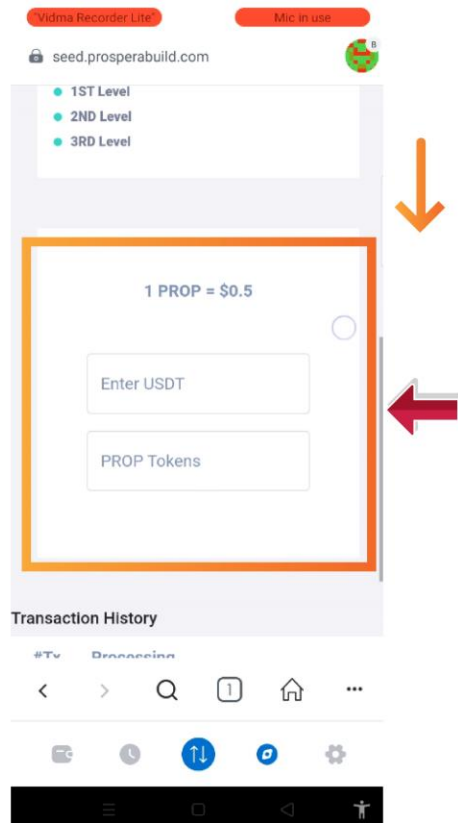 "Vidma Recorder Lite"
Mic in use
seed.prosperabuild.com
B
1ST Level
2ND Level
3RD Level
1 PROP = $0.5
Enter USDT
PROP Tokens
Transaction History
#Tx Processing
1